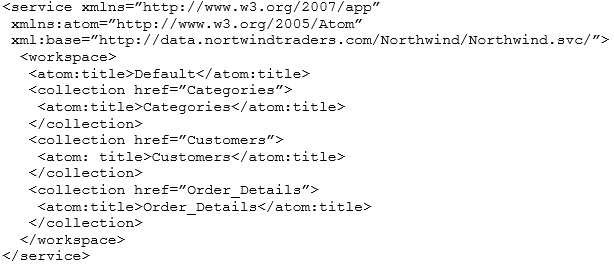 <service xmlns=”http://www.w3.org/2007/app”
xmlns:atom=”http://www.w3.org/2005/Atom”
xml:base=”http://data.nortwindtraders.com/Northwind/Northwind.svc/”>
<workspace>
<atom:title>Default</atom:title>
<collection href=”Categories”>
<atom:title>Categories</atom:title>
</collection>
<collection href=”Customers”>
<atom: title>Customers</atom:title>
</collection>
<collection href=”Order_Details”>
<atom:title>Order_Details</atom:title>
</collection>
</workspace>
</service>